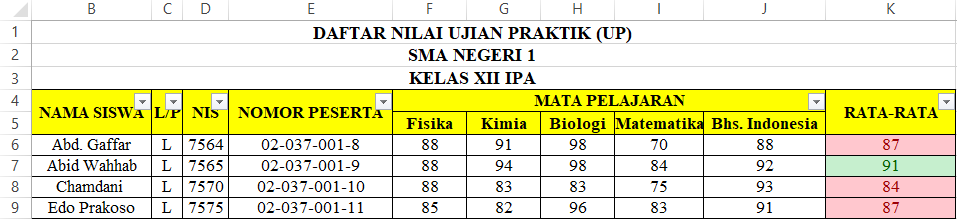 B C D E F G H I J K
1 DAFTAR NILAI UJIAN PRAKTIK (UP)
2 SMA NEGERI 1
3 KELAS XII IPA
4 NAMA SISWA L/P NIS NOMOR PESERTA MATA PELAJARAN RATA-RATA
5 Fisika Kimia Biologi Matematika Bhs. Indonesia
6 Abd. Gaffar L 7564 02-037-001-8 88 91 98 70 88 87
7 Abid Wahhab L 7565 02-037-001-9 88 94 98 84 92 91
8 Chamdani L 7570 02-037-001-10 88 83 83 75 93 84
9 Edo Prakoso L 7575 02-037-001-11 85 82 96 83 91 87